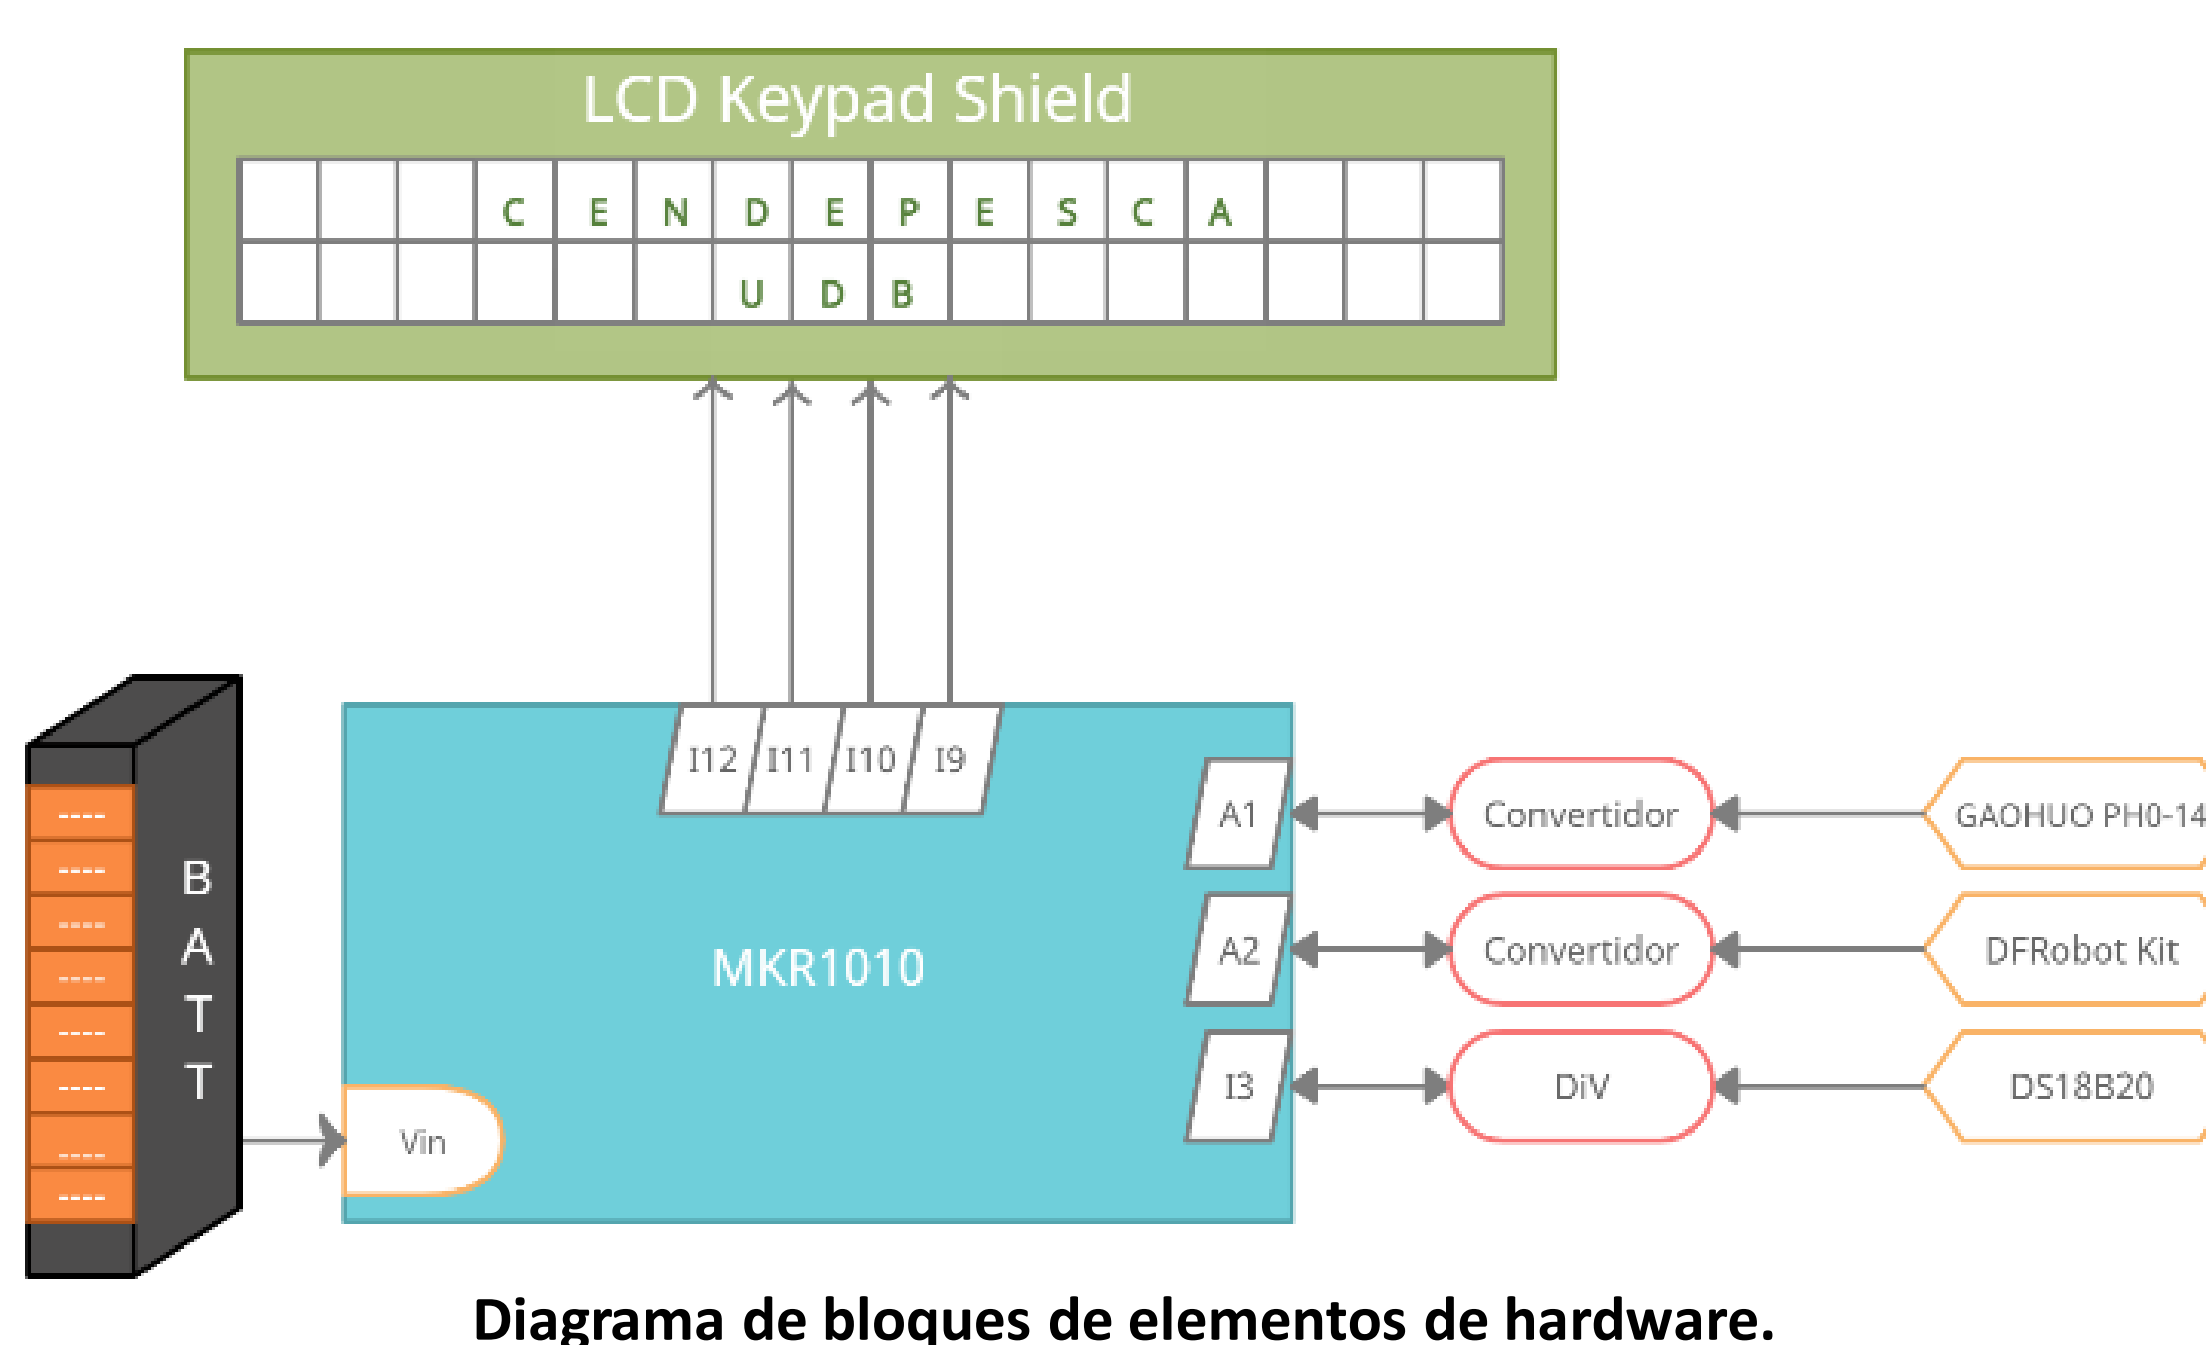 LCD Keypad Shield
C E N D E P E S C A
U D B
I12 I11 I10 I9
BATT
----
----
----
----
----
----
----
----
MKR1010
Vin
A1 Convertidor GAOHUO PH0-14
A2 Convertidor DFRobot Kit
I3 DiV DS18B20
Diagrama de bloques de elementos de hardware.